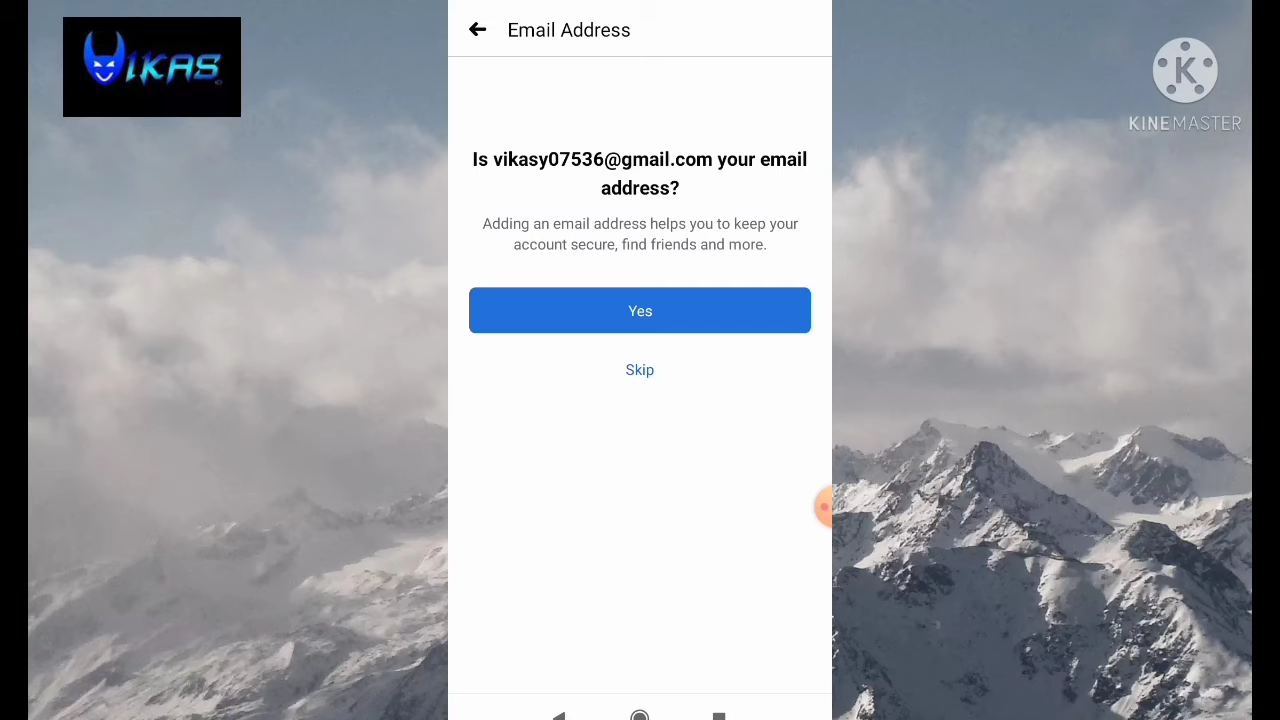 VIKAS
KINEMASTER
Email Address
Is vikasy07536@gmail.com your email
address?
Adding an email address helps you to keep your
account secure, find friends and more.
Yes
Skip